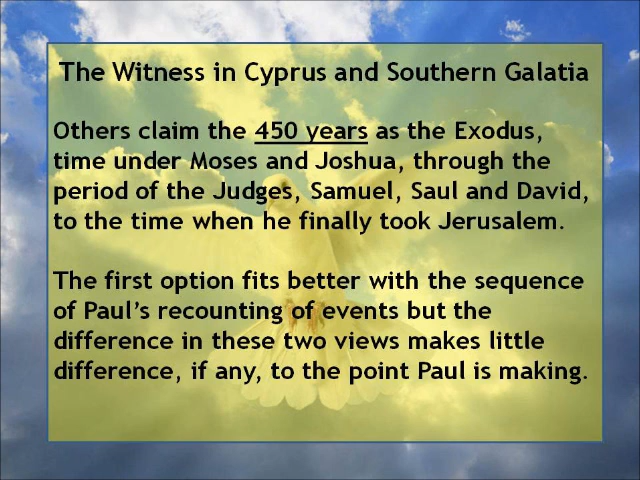 The Witness in Cyprus and Southern Galatia
Others claim the 450 years as the Exodus,
time under Moses and Joshua, through the
period of the Judges, Samuel, Saul and David,
to the time when he finally took Jerusalem.
The first option fits better with the sequence
of Paul's recounting of events but the
difference in these two views makes little
difference, if any, to the point Paul is making.